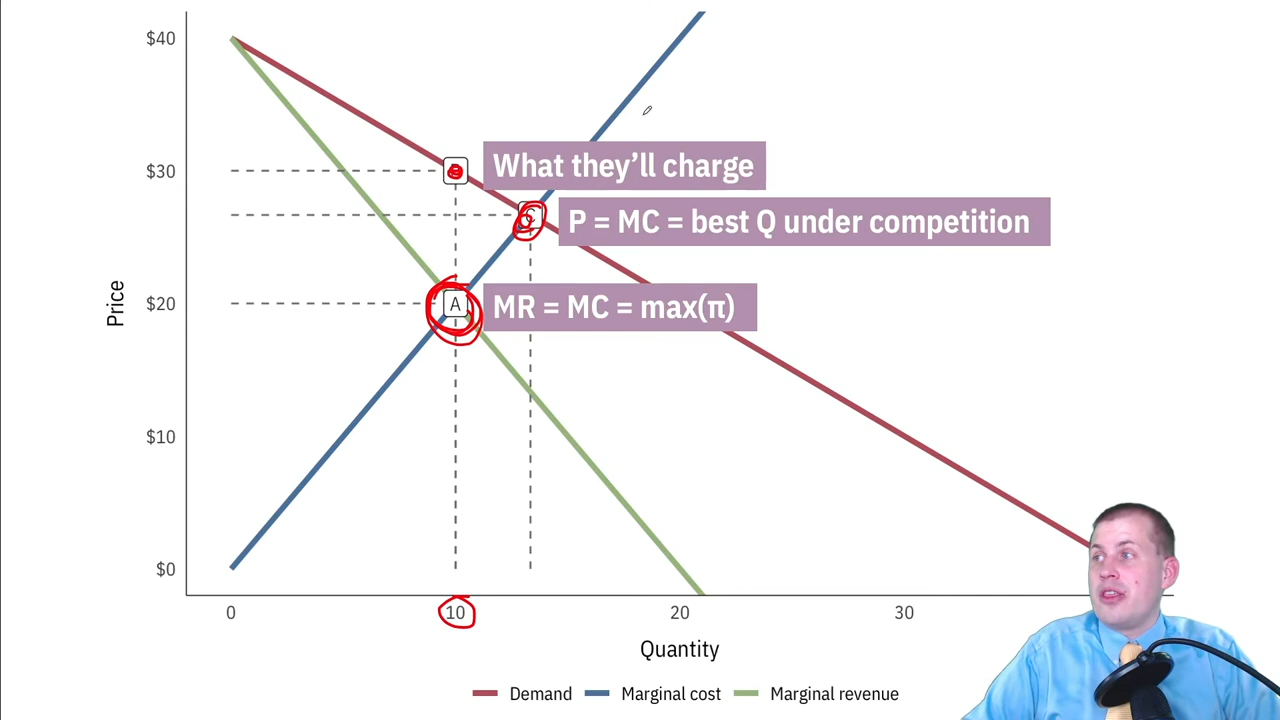 $40
$30
$20
$10
$0
Price
What they’ll charge
P = MC = best Q under competition
C
A
MR = MC = max(π)
0
10
20
30
Quantity
Demand
Marginal cost
Marginal revenue